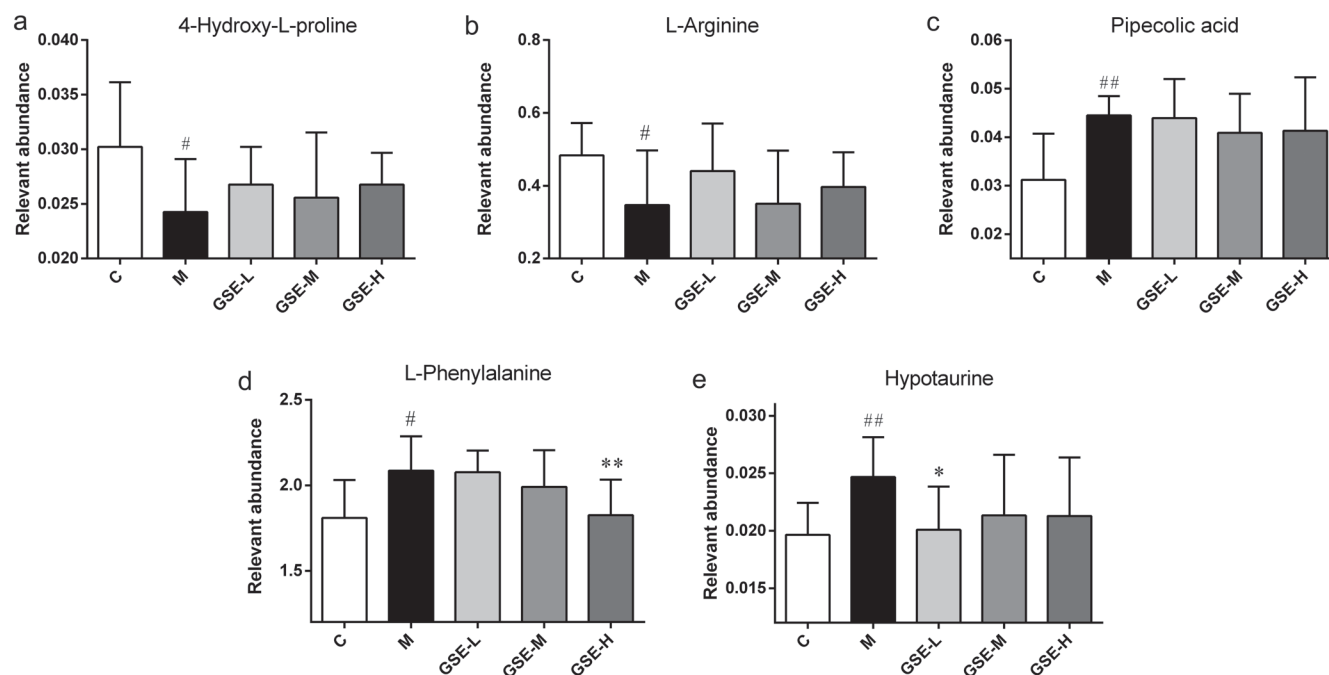 a
4-Hydroxy-L-proline
Relevant abundance
0.040
0.035
0.030
0.025
0.020
#
C
M
GSE-L
GSE-M
GSE-H
b
L-Arginine
Relevant abundance
0.8
0.6
0.4
0.2
#
C
M
GSE-L
GSE-M
GSE-H
c
Pipecolic acid
Relevant abundance
0.06
0.05
0.04
0.03
0.02
##
C
M
GSE-L
GSE-M
GSE-H
d
L-Phenylalanine
Relevant abundance
2.5
2.0
1.5
#
**
C
M
GSE-L
GSE-M
GSE-H
e
Hypotaurine
Relevant abundance
0.030
0.025
0.020
0.015
##
*
C
M
GSE-L
GSE-M
GSE-H